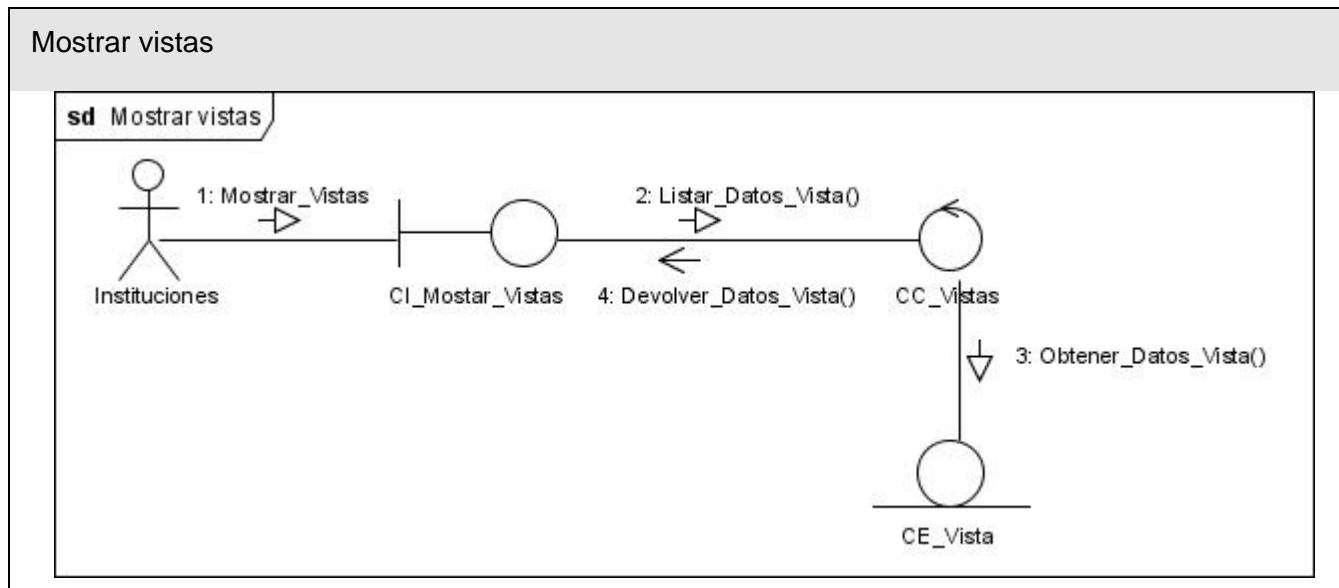 Mostrar vistas
sd Mostrar vistas
1: Mostrar_Vistas
2: Listar_Datos_Vista()
Instituciones
CI_Mostar_Vistas
4: Devolver_Datos_Vista()
CC_Vistas
3: Obtener_Datos_Vista()
CE_Vista